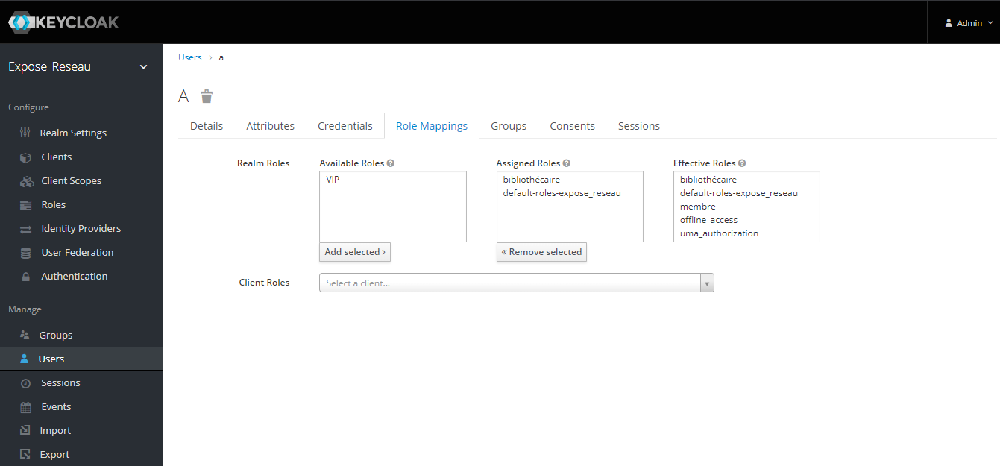 KEYCLOAK
Admin
Expose_Reseau
Users > a
A
Configure
Details Attributes Credentials Role Mappings Groups Consents Sessions
Realm Settings
Clients
Client Scopes
Roles
Identity Providers
User Federation
Authentication
Manage
Groups
Users
Sessions
Events
Import
Export
Realm Roles
Available Roles
VIP
Add selected >
Assigned Roles
bibliothécaire
default-roles-expose_reseau
« Remove selected
Effective Roles
bibliothécaire
default-roles-expose_reseau
membre
offline_access
uma_authorization
Client Roles
Select a client...